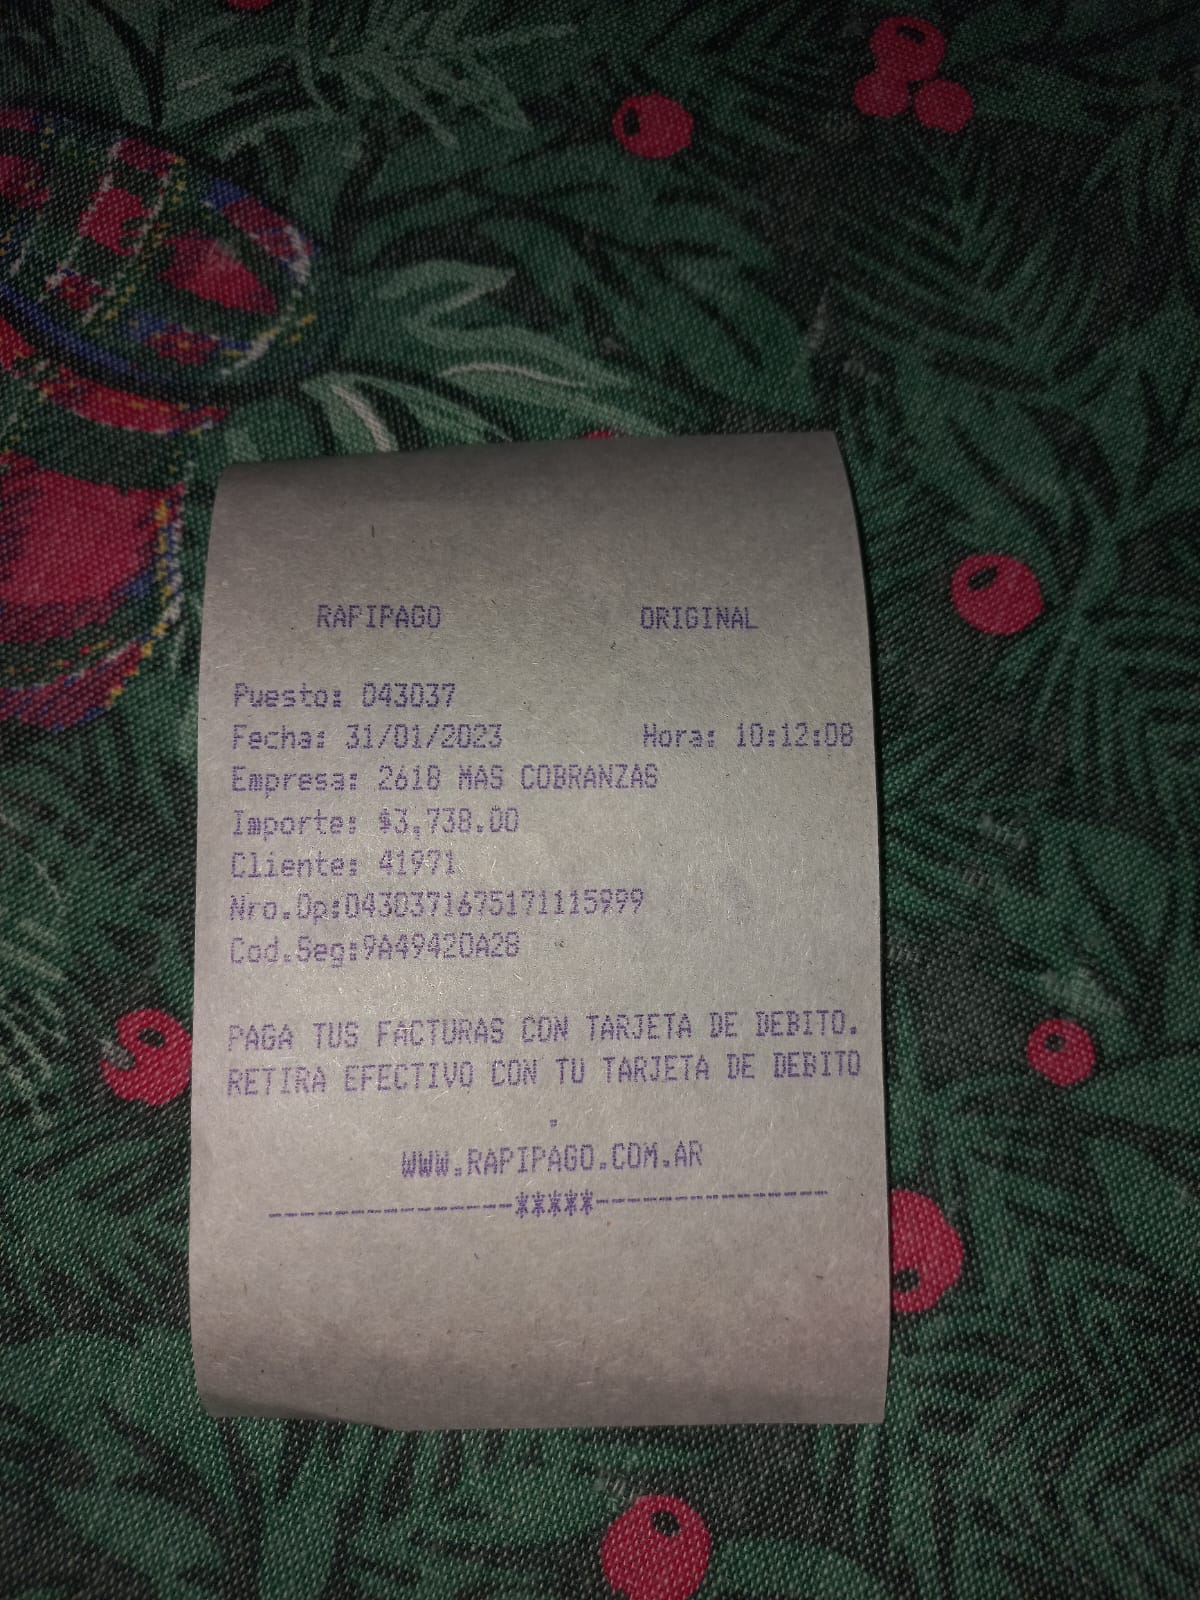 RAPIPAGO ORIGINAL
Puesto: 043037
Fecha: 31/01/2023 Hora: 10:12:08
Empresa: 2618 MAS COBRANZAS
Importe: $3,738.00
Cliente: 41971
Nro.Op:0430371675171115999
Cod.Seg:9A49420A28
PAGA TUS FACTURAS CON TARJETA DE DEBITO.
RETIRA EFECTIVO CON TU TARJETA DE DEBITO
.
WWW.RAPIPAGO.COM.AR
----------------*****---------------